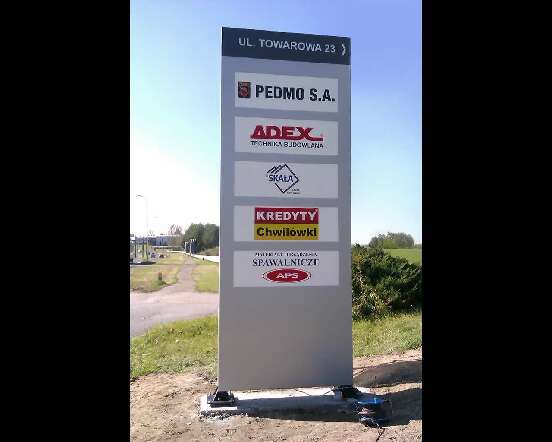 UL. TOWAROWA 23
PEDMO S.A.
ADEX
TECHNIKA BUDOWLANA
SKAŁA
KREDYTY
Chwilówki
SPAWALNICZE
APS